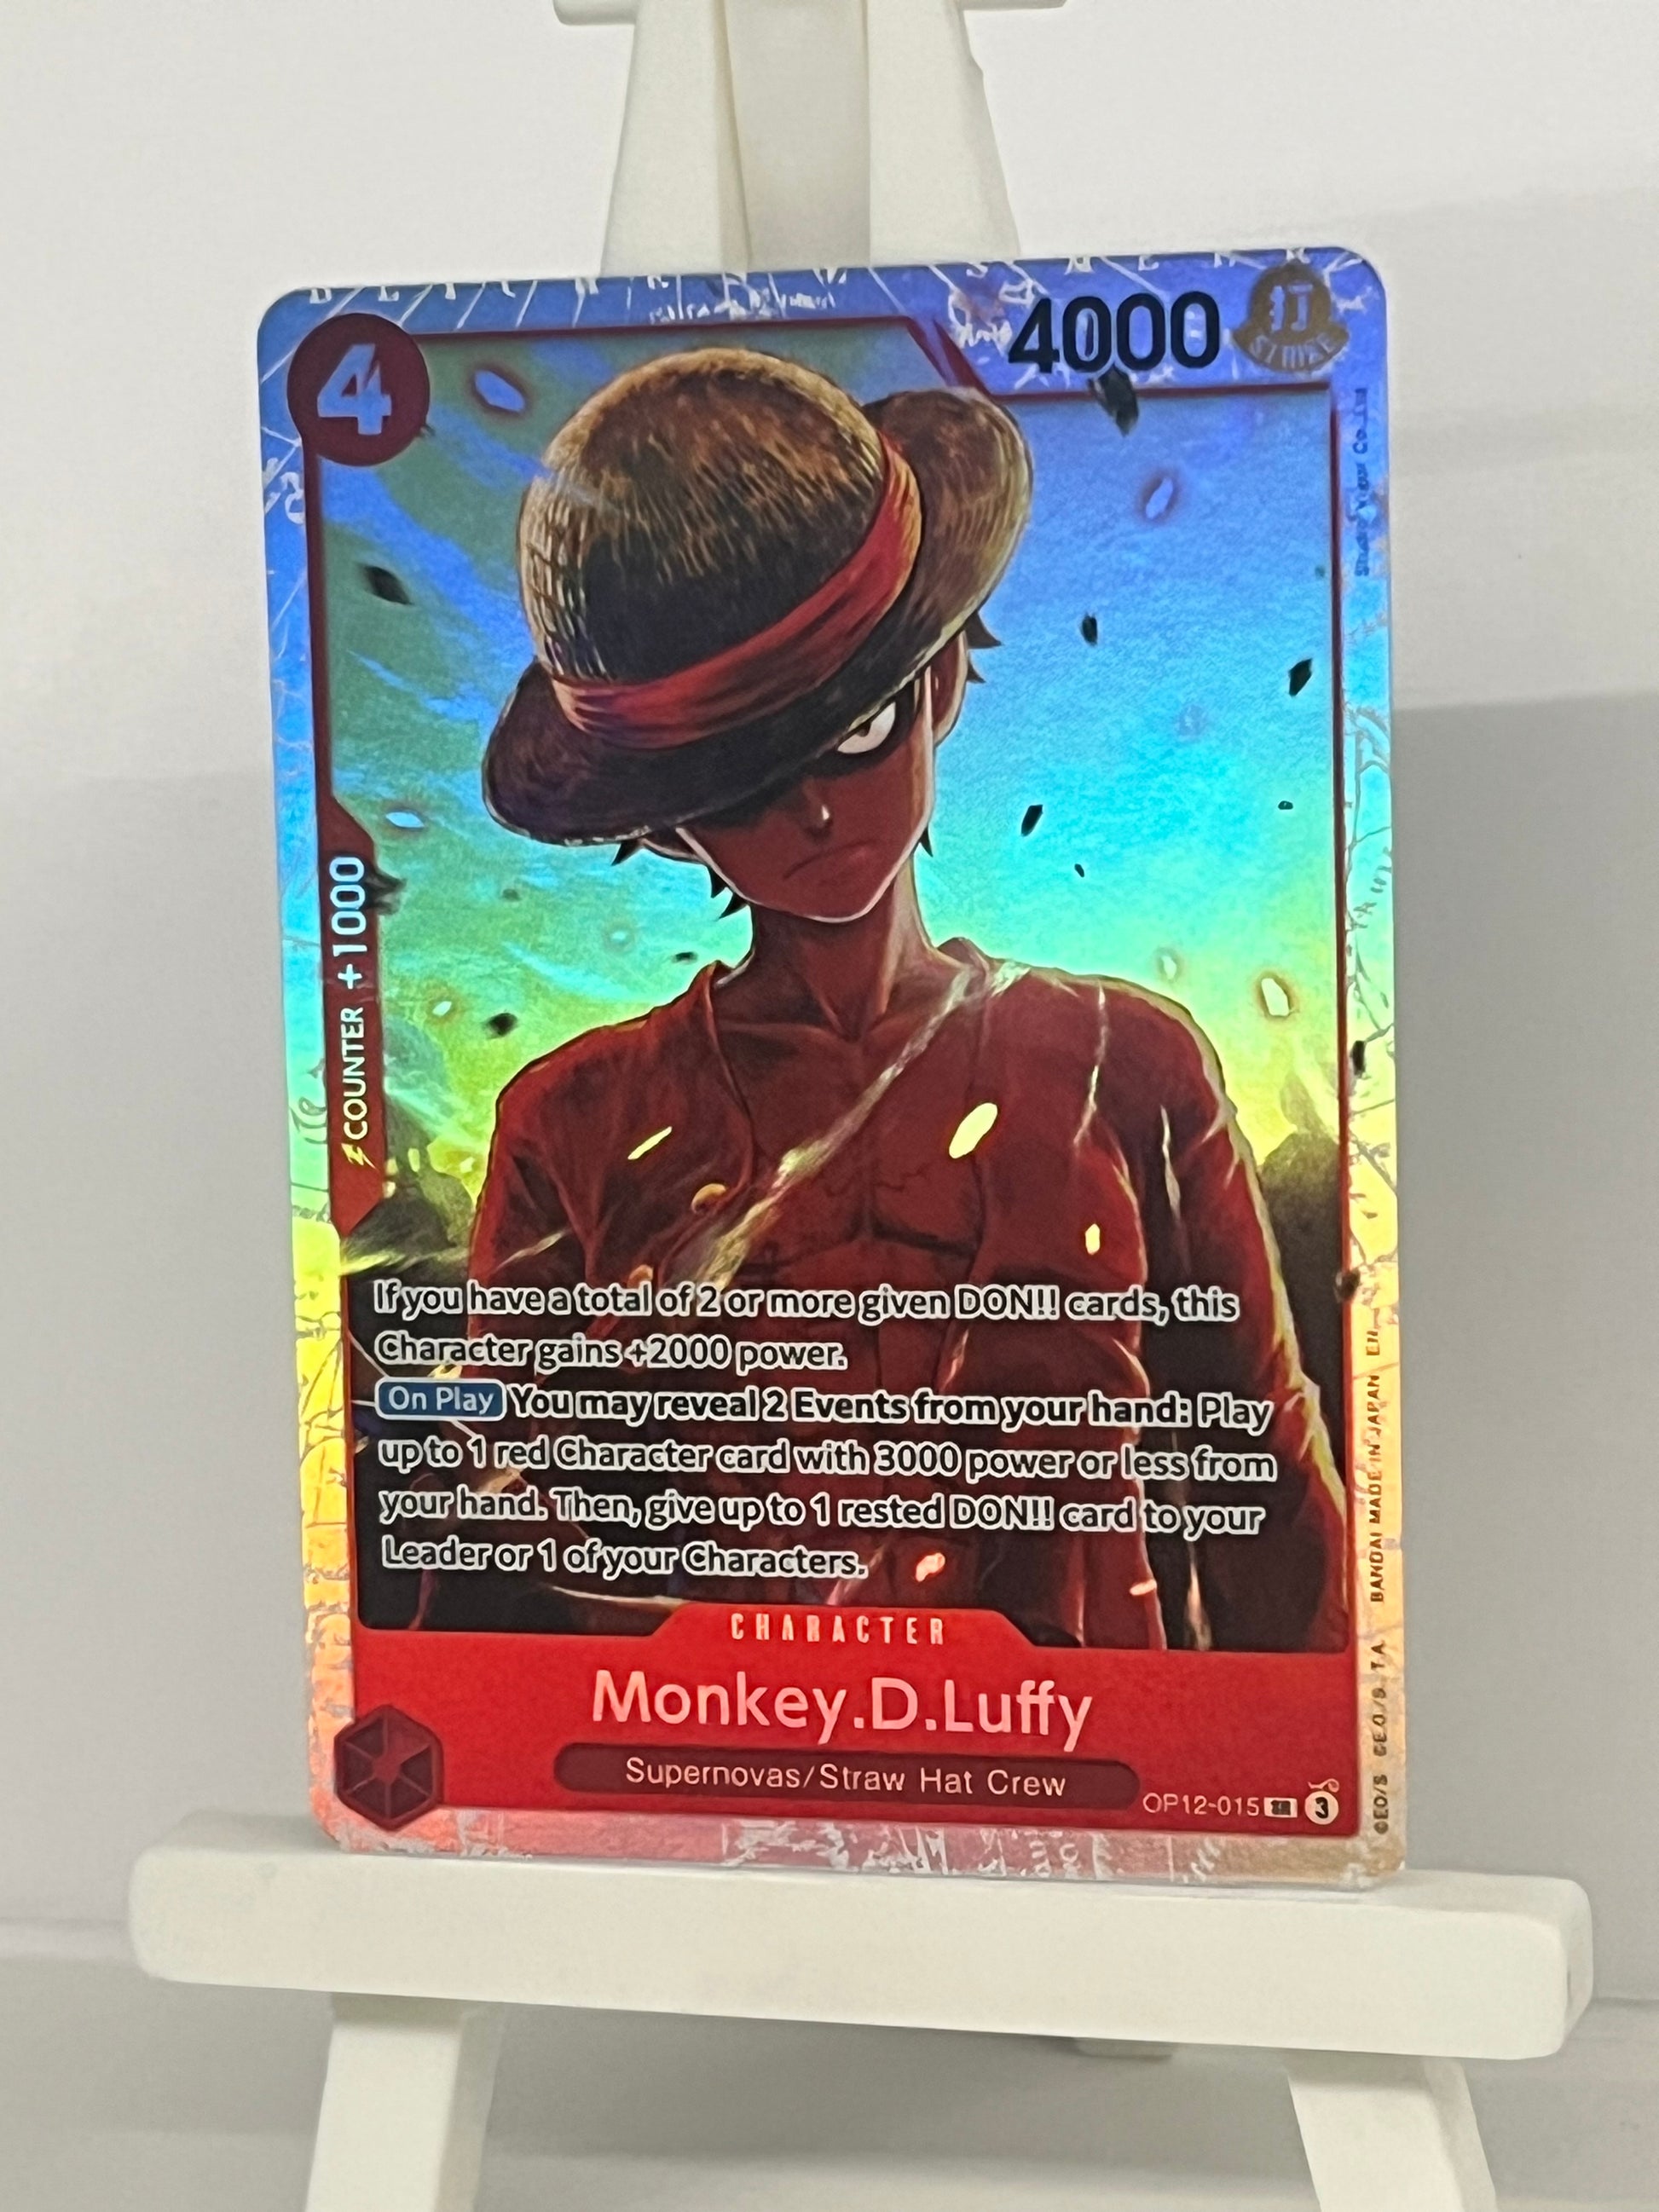 4
4000
STRIKE
COUNTER +1000
If you have a total of 2 or more given DON!! cards, this
Character gains +2000 power.
On Play You may reveal 2 Events from your hand: Play
up to 1 red Character card with 3000 power or less from
your hand. Then, give up to 1 rested DON!! card to your
Leader or 1 of your Characters.
CHARACTER
Monkey.D.Luffy
Supernovas/Straw Hat Crew
OP12-015 SR 3
©E.O/S ©E.O./S.,T.A. BANDAI MADE IN JAPAN EN